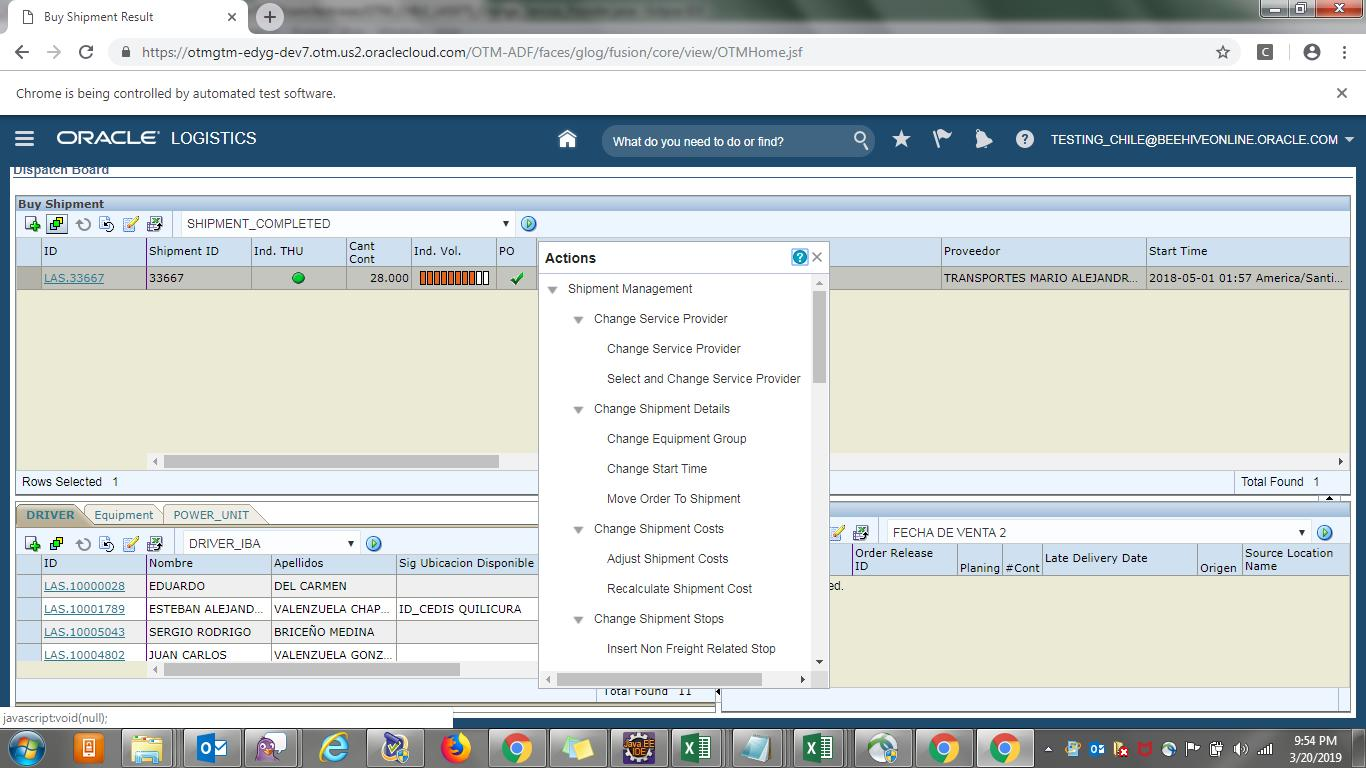 Buy Shipment Result
https://otmgtm-edyg-dev7.otm.us2.oraclecloud.com/OTM-ADF/faces/glog/fusion/core/view/OTMHome.jsf
Chrome is being controlled by automated test software.
ORACLE LOGISTICS
What do you need to do or find?
TESTING_CHILE@BEEHIVEONLINE.ORACLE.COM
Dispatch Board
Buy Shipment
SHIPMENT_COMPLETED
ID Shipment ID Ind. THU Cant Cont Ind. Vol. PO Proveedor Start Time
LAS.33667 33667 28.000 TRANSPORTES MARIO ALEJANDR... 2018-05-01 01:57 America/Santi...
Actions
Shipment Management
Change Service Provider
Change Service Provider
Select and Change Service Provider
Change Shipment Details
Change Equipment Group
Change Start Time
Move Order To Shipment
Change Shipment Costs
Adjust Shipment Costs
Recalculate Shipment Cost
Change Shipment Stops
Insert Non Freight Related Stop
Rows Selected 1
Total Found 1
DRIVER Equipment POWER_UNIT
DRIVER_IBA
ID Nombre Apellidos Sig Ubicacion Disponible
LAS.10000028 EDUARDO DEL CARMEN
LAS.10001789 ESTEBAN ALEJAND... VALENZUELA CHAP... ID_CEDIS QUILICURA
LAS.10005043 SERGIO RODRIGO BRICEÑO MEDINA
LAS.10004802 JUAN CARLOS VALENZUELA GONZ...
Total Found 11
FECHA DE VENTA 2
Order Release ID Planing #Cont Late Delivery Date Origen Source Location Name
ed.
javascript:void(null);
Java EE
IDE
9:54 PM
3/20/2019